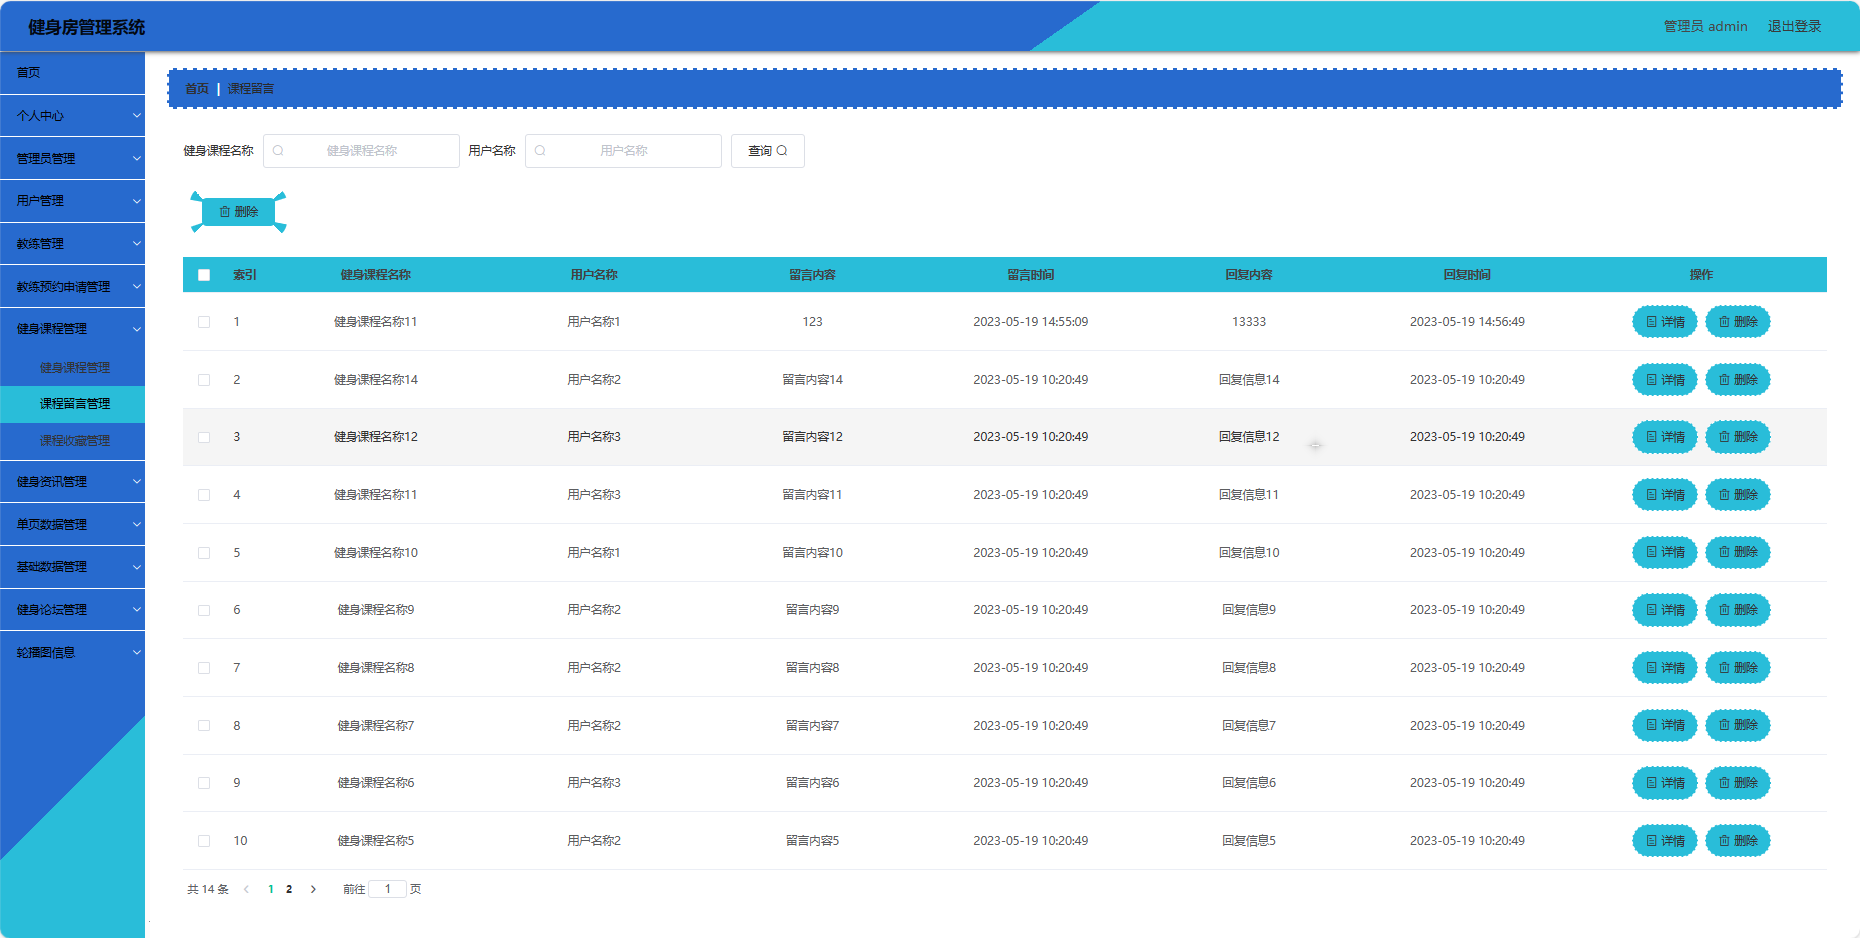 健身房管理系统
管理员 admin 退出登录
首页
个人中心
管理员管理
用户管理
教练管理
教练预约申请管理
健身课程管理
健身课程管理
课程留言管理
课程收藏管理
健身资讯管理
单页数据管理
基础数据管理
健身论坛管理
轮播图信息
首页 | 课程留言
健身课程名称 健身课程名称 用户名称 用户名称 查询
删除
索引 健身课程名称 用户名称 留言内容 留言时间 回复内容 回复时间 操作
1 健身课程名称11 用户名称1 123 2023-05-19 14:55:09 13333 2023-05-19 14:56:49 详情 删除
2 健身课程名称14 用户名称2 留言内容14 2023-05-19 10:20:49 回复信息14 2023-05-19 10:20:49 详情 删除
3 健身课程名称12 用户名称3 留言内容12 2023-05-19 10:20:49 回复信息12 2023-05-19 10:20:49 详情 删除
4 健身课程名称11 用户名称3 留言内容11 2023-05-19 10:20:49 回复信息11 2023-05-19 10:20:49 详情 删除
5 健身课程名称10 用户名称1 留言内容10 2023-05-19 10:20:49 回复信息10 2023-05-19 10:20:49 详情 删除
6 健身课程名称9 用户名称2 留言内容9 2023-05-19 10:20:49 回复信息9 2023-05-19 10:20:49 详情 删除
7 健身课程名称8 用户名称2 留言内容8 2023-05-19 10:20:49 回复信息8 2023-05-19 10:20:49 详情 删除
8 健身课程名称7 用户名称2 留言内容7 2023-05-19 10:20:49 回复信息7 2023-05-19 10:20:49 详情 删除
9 健身课程名称6 用户名称3 留言内容6 2023-05-19 10:20:49 回复信息6 2023-05-19 10:20:49 详情 删除
10 健身课程名称5 用户名称2 留言内容5 2023-05-19 10:20:49 回复信息5 2023-05-19 10:20:49 详情 删除
共 14 条 1 2 前往 1 页